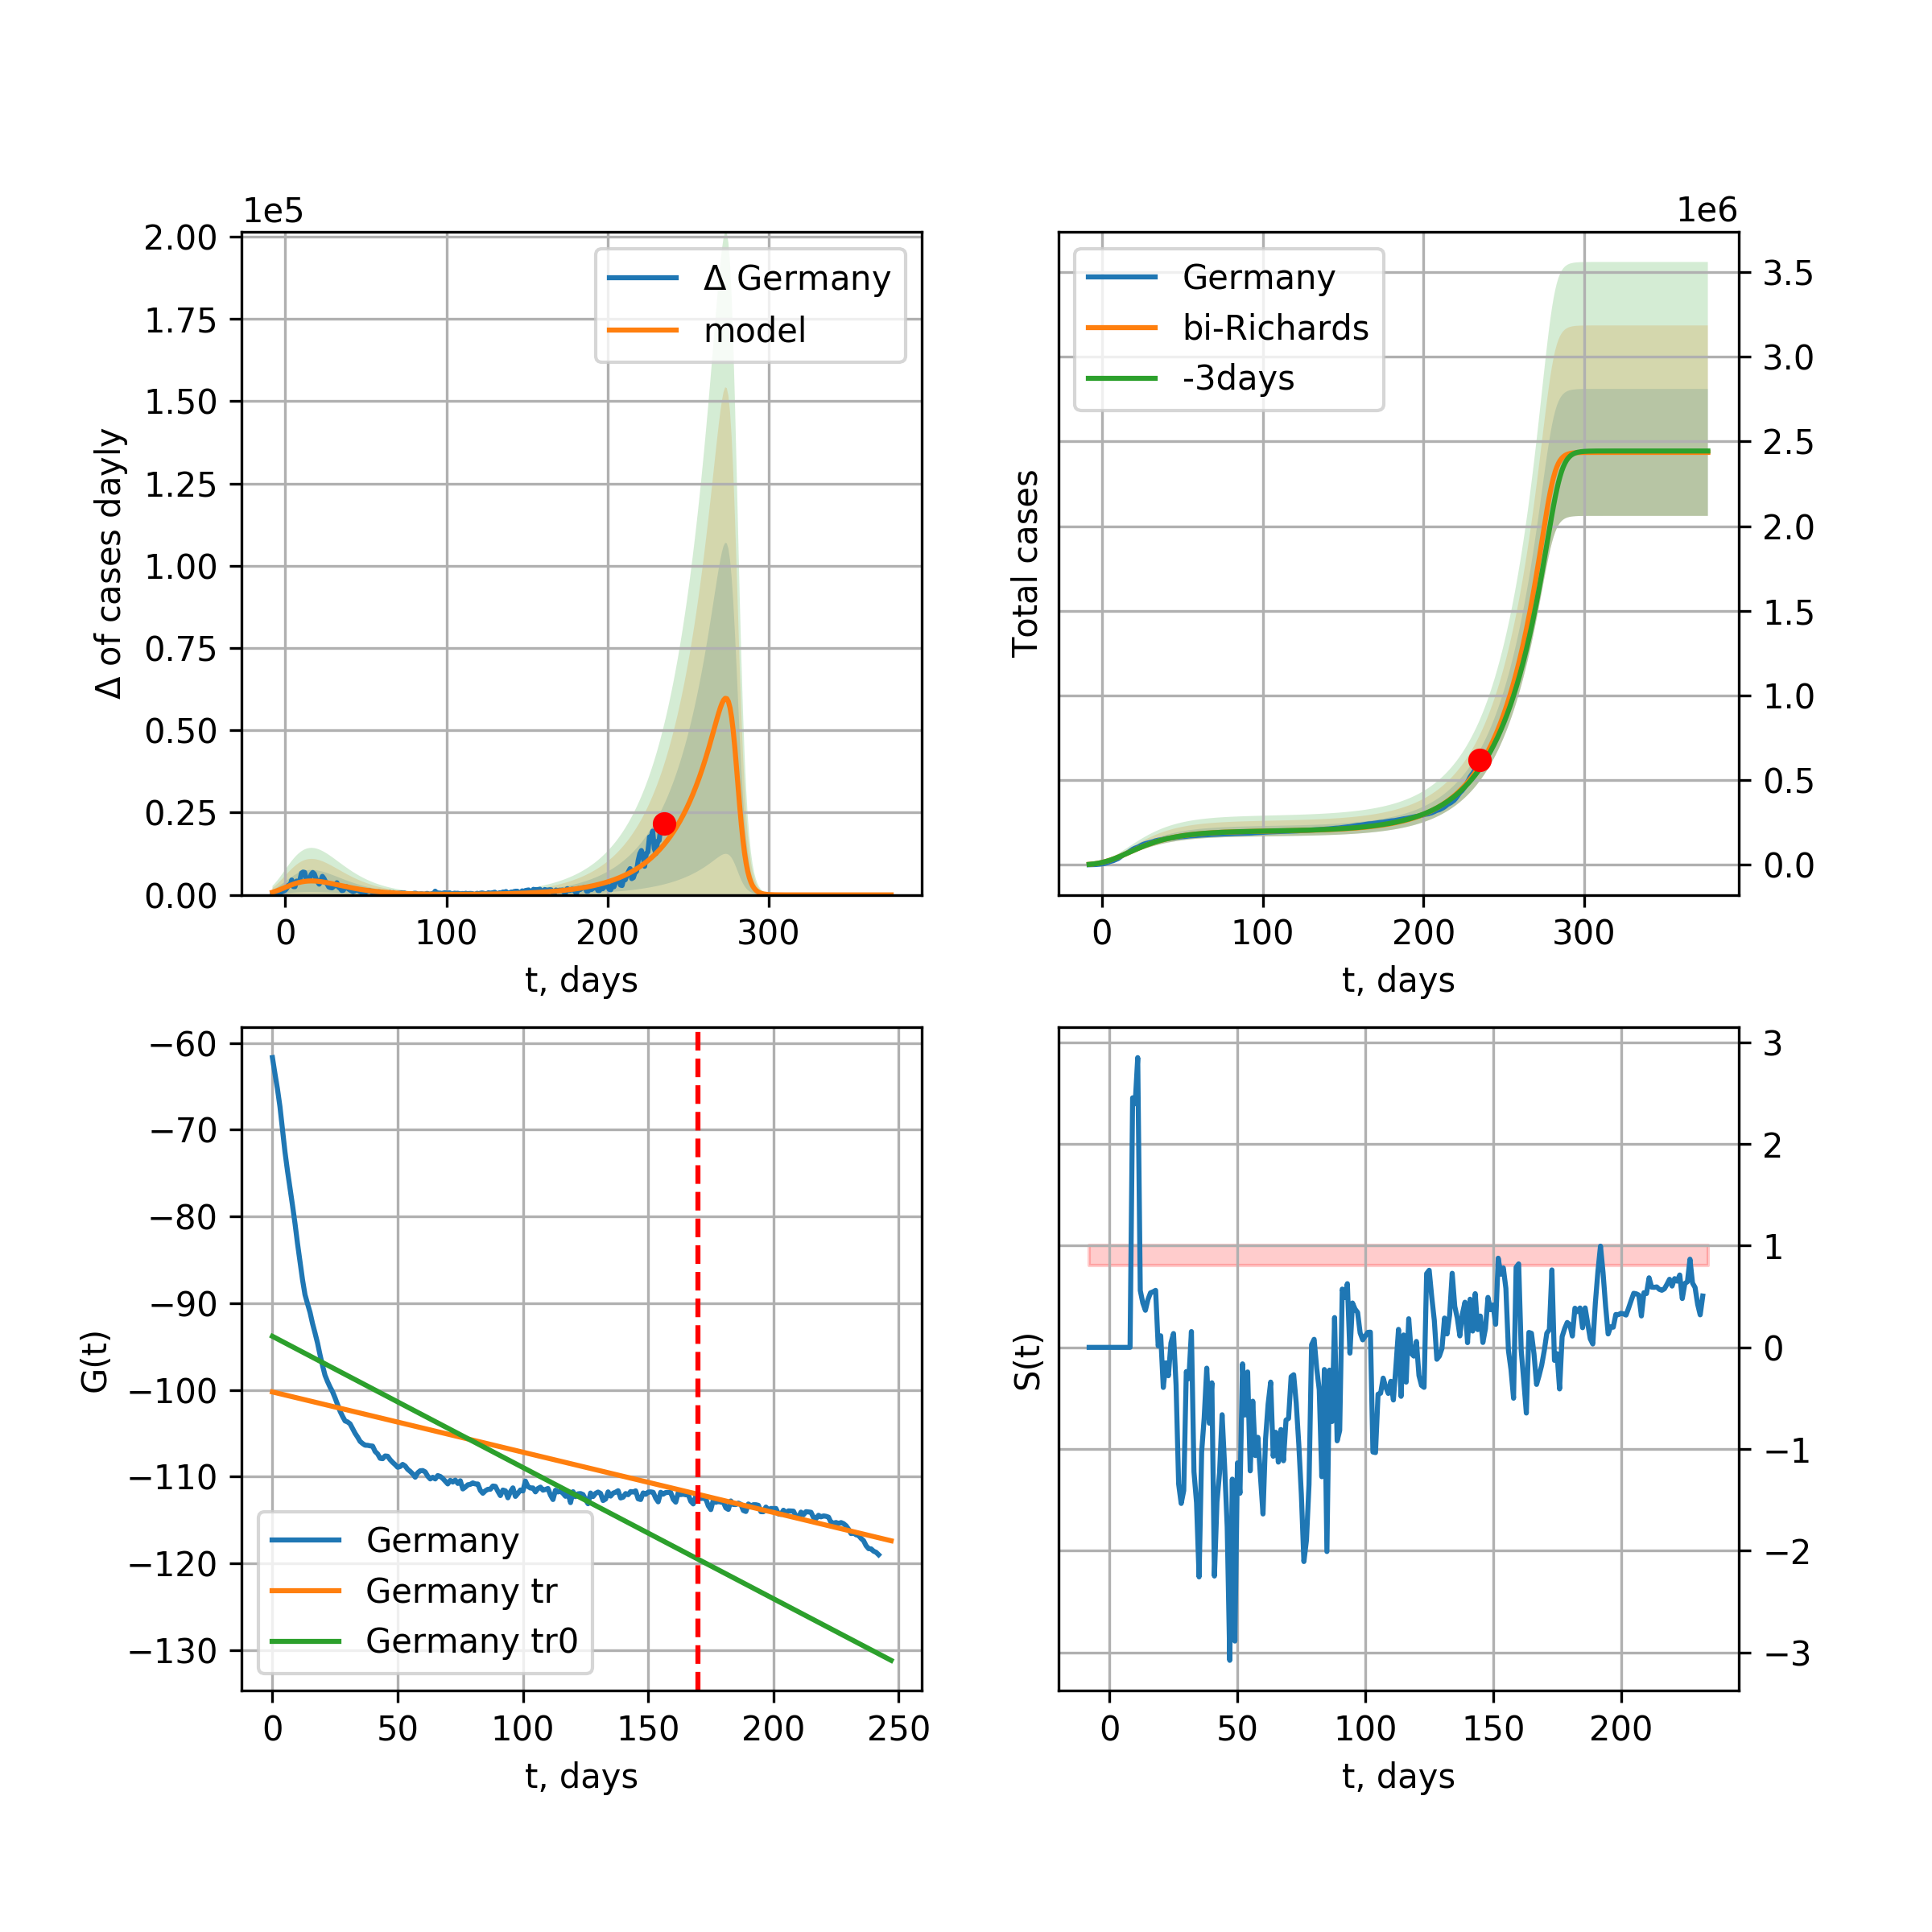 1e5
2.00
1.75
1.50
1.25
1.00
0.75
0.50
0.25
0.00
Δ of cases dayly
Δ Germany
model
0
100
200
300
t, days
1e6
3.5
3.0
2.5
2.0
1.5
1.0
0.5
0.0
Total cases
Germany
bi-Richards
-3days
0
100
200
300
t, days
−60
−70
−80
−90
−100
−110
−120
−130
G(t)
Germany
Germany tr
Germany tr0
0
50
100
150
200
250
t, days
3
2
1
0
−1
−2
−3
S(t)
0
50
100
150
200
t, days